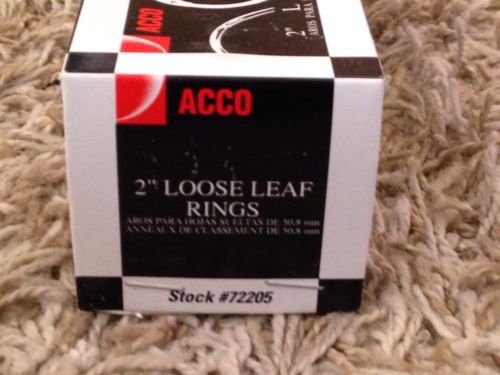 ACCO
2" L
AROS PARA
ACCO
2" LOOSE LEAF
RINGS
AROS PARA HOJAS SUELTAS DE 50,8 mm
ANNEAUX DE CLASSEMENT DE 50,8 mm
Stock #72205